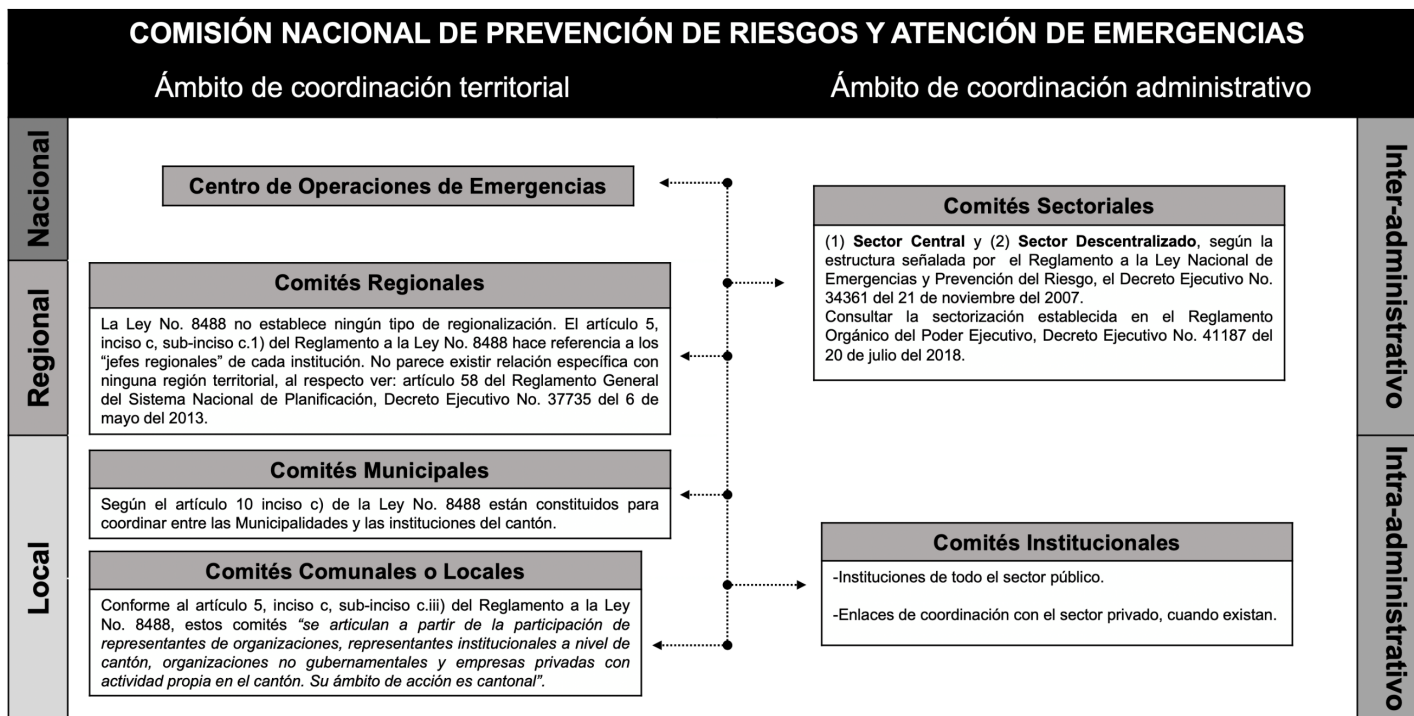 COMISIÓN NACIONAL DE PREVENCIÓN DE RIESGOS Y ATENCIÓN DE EMERGENCIAS
Ámbito de coordinación territorial
Ámbito de coordinación administrativo
Nacional
Centro de Operaciones de Emergencias
Regional
Comités Regionales
La Ley No. 8488 no establece ningún tipo de regionalización. El artículo 5,
inciso c, sub-inciso c.1) del Reglamento a la Ley No. 8488 hace referencia a los
“jefes regionales” de cada institución. No parece existir relación específica con
ninguna región territorial, al respecto ver: artículo 58 del Reglamento General
del Sistema Nacional de Planificación, Decreto Ejecutivo No. 37735 del 6 de
mayo del 2013.
Local
Comités Municipales
Según el artículo 10 inciso c) de la Ley No. 8488 están constituidos para
coordinar entre las Municipalidades y las instituciones del cantón.
Comités Comunales o Locales
Conforme al artículo 5, inciso c, sub-inciso c.iii) del Reglamento a la Ley
No. 8488, estos comités “se articulan a partir de la participación de
representantes de organizaciones, representantes institucionales a nivel de
cantón, organizaciones no gubernamentales y empresas privadas con
actividad propia en el cantón. Su ámbito de acción es cantonal”.
Inter-administrativo
Comités Sectoriales
(1) Sector Central y (2) Sector Descentralizado, según la
estructura señalada por el Reglamento a la Ley Nacional de
Emergencias y Prevención del Riesgo, el Decreto Ejecutivo No.
34361 del 21 de noviembre del 2007.
Consultar la sectorización establecida en el Reglamento
Orgánico del Poder Ejecutivo, Decreto Ejecutivo No. 41187 del
20 de julio del 2018.
Intra-administrativo
Comités Institucionales
-Instituciones de todo el sector público.
-Enlaces de coordinación con el sector privado, cuando existan.